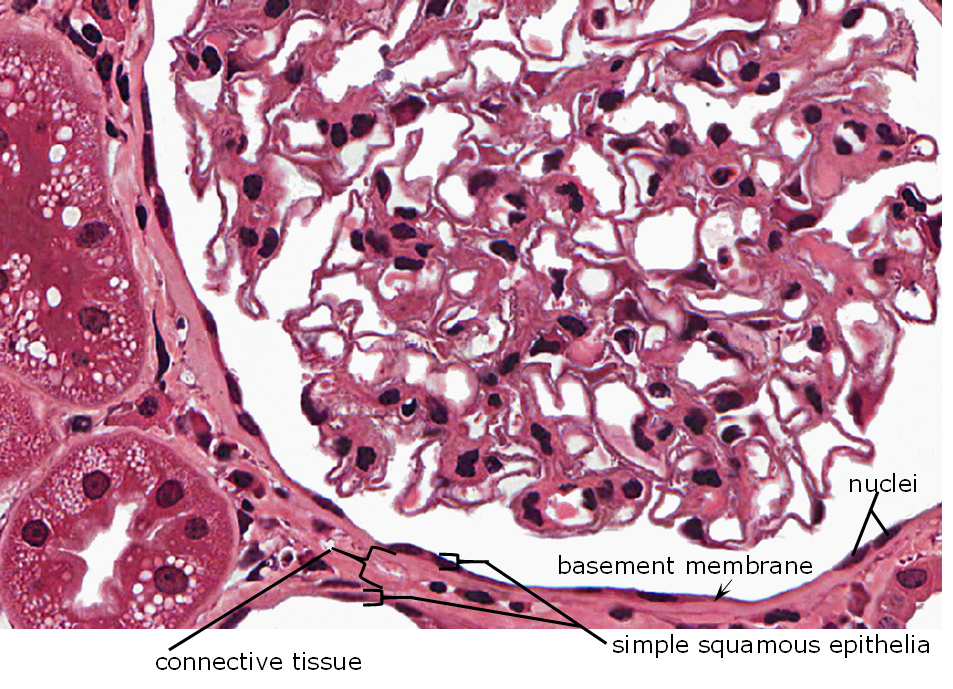 nuclei
basement membrane
simple squamous epithelia
connective tissue